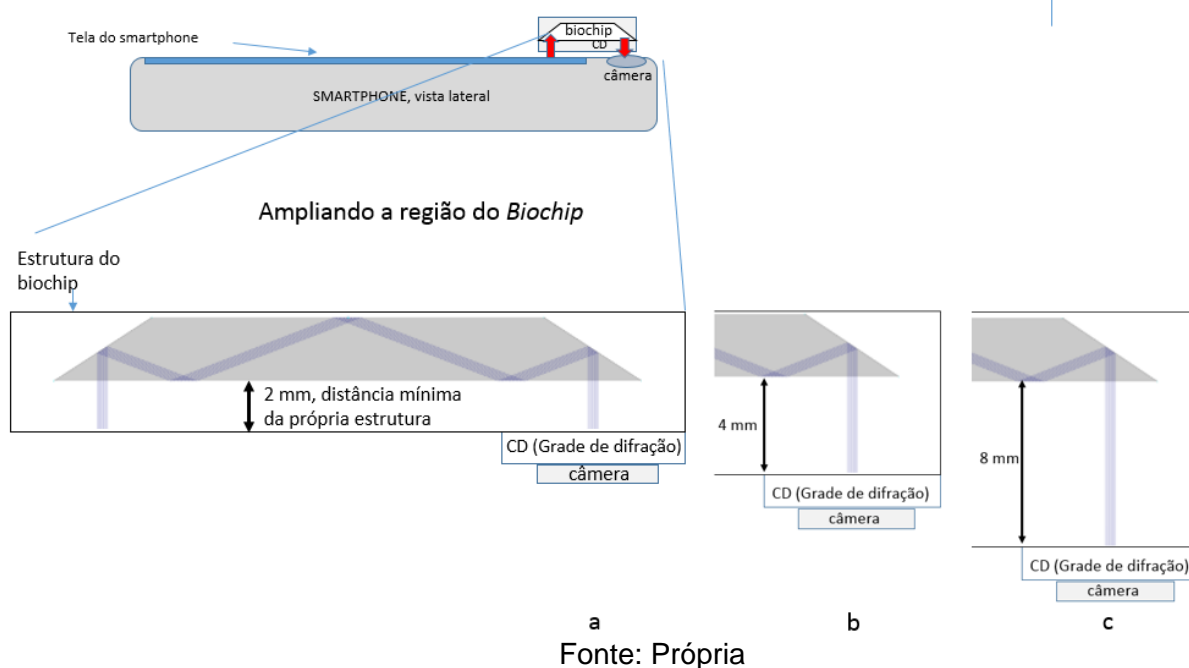 Tela do smartphone
biochip
CD
câmera
SMARTPHONE, vista lateral
Ampliando a região do Biochip
Estrutura do
biochip
2 mm, distância mínima
da própria estrutura
CD (Grade de difração)
câmera
4 mm
CD (Grade de difração)
câmera
8 mm
CD (Grade de difração)
câmera
a
b
c
Fonte: Própria